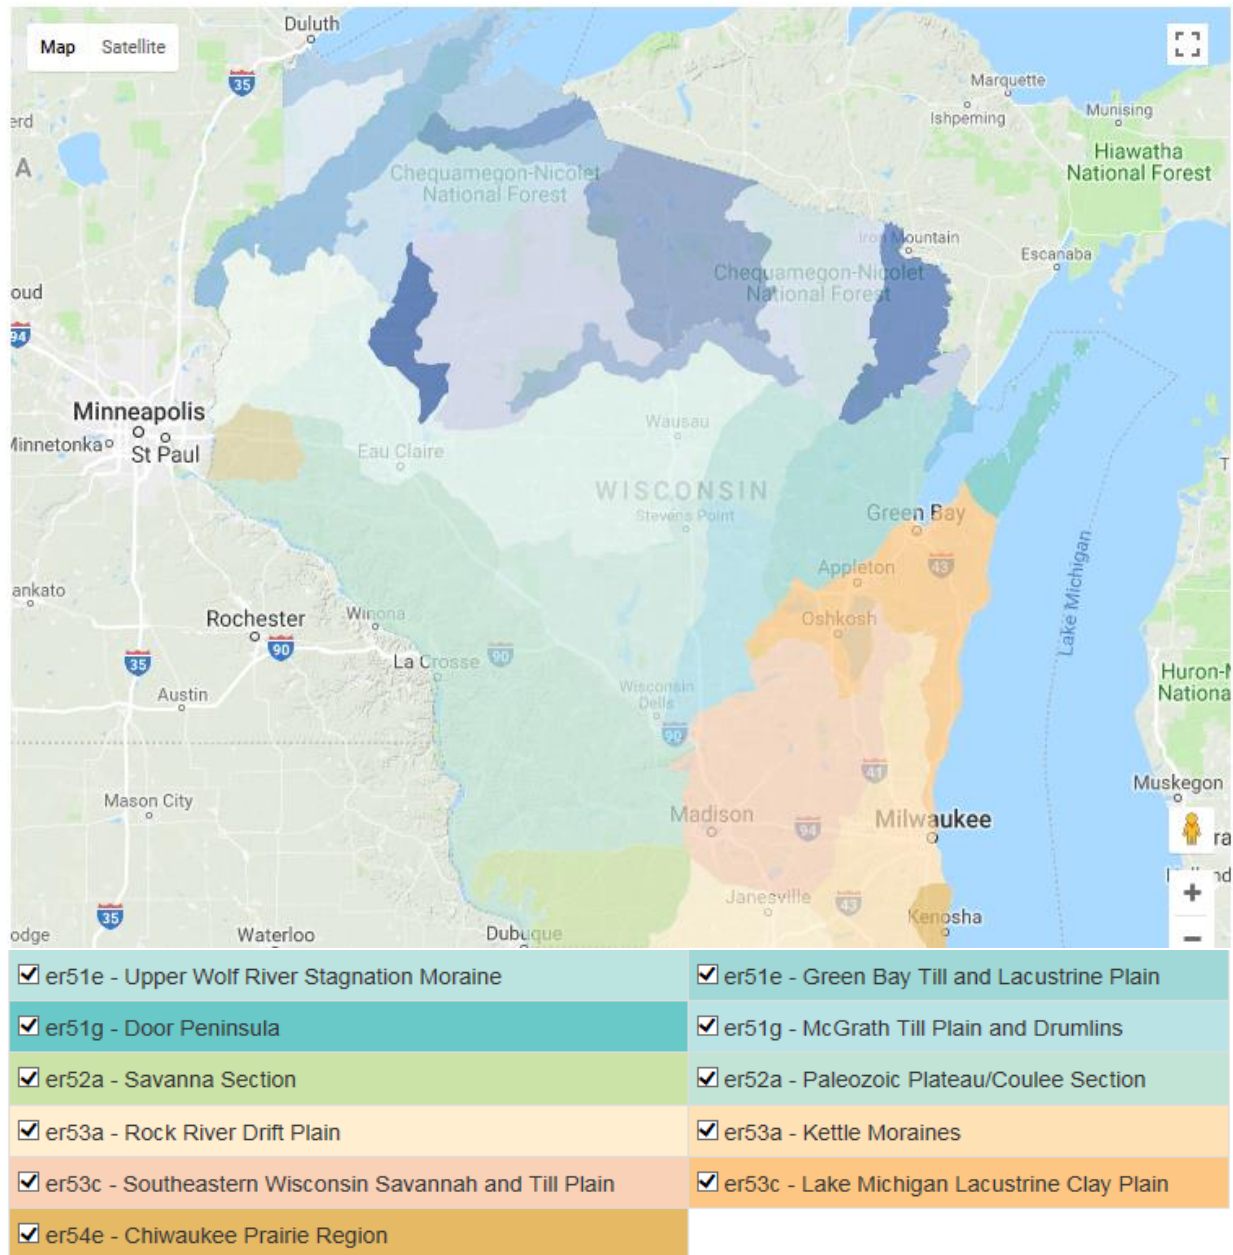 Duluth
Map Satellite
35
Marquette
Ishpeming
Munising
erd
A
Hiawatha
National Forest
Chequamegon-Nicolet
National Forest
Iron Mountain
Escanaba
oud
Chequamegon-Nicolet
National Forest
94
Minneapolis
Minnetonka
St Paul
Wausau
Eau Claire
WISCONSIN
Stevens Point
Green Bay
T
Appleton
43
ankato
Rochester
Winona
Oshkosh
Lake Michigan
90
35
La Crosse
90
Huron-M
Nationa
Austin
Wisconsin
Dells
90
41
Muskegon
Mason City
Madison
94
Milwaukee
ra
Janesville
43
Kenosha
+
35
odge
Waterloo
Dubuque
−
er51e - Upper Wolf River Stagnation Moraine
er51e - Green Bay Till and Lacustrine Plain
er51g - Door Peninsula
er51g - McGrath Till Plain and Drumlins
er52a - Savanna Section
er52a - Paleozoic Plateau/Coulee Section
er53a - Rock River Drift Plain
er53a - Kettle Moraines
er53c - Southeastern Wisconsin Savannah and Till Plain
er53c - Lake Michigan Lacustrine Clay Plain
er54e - Chiwaukee Prairie Region